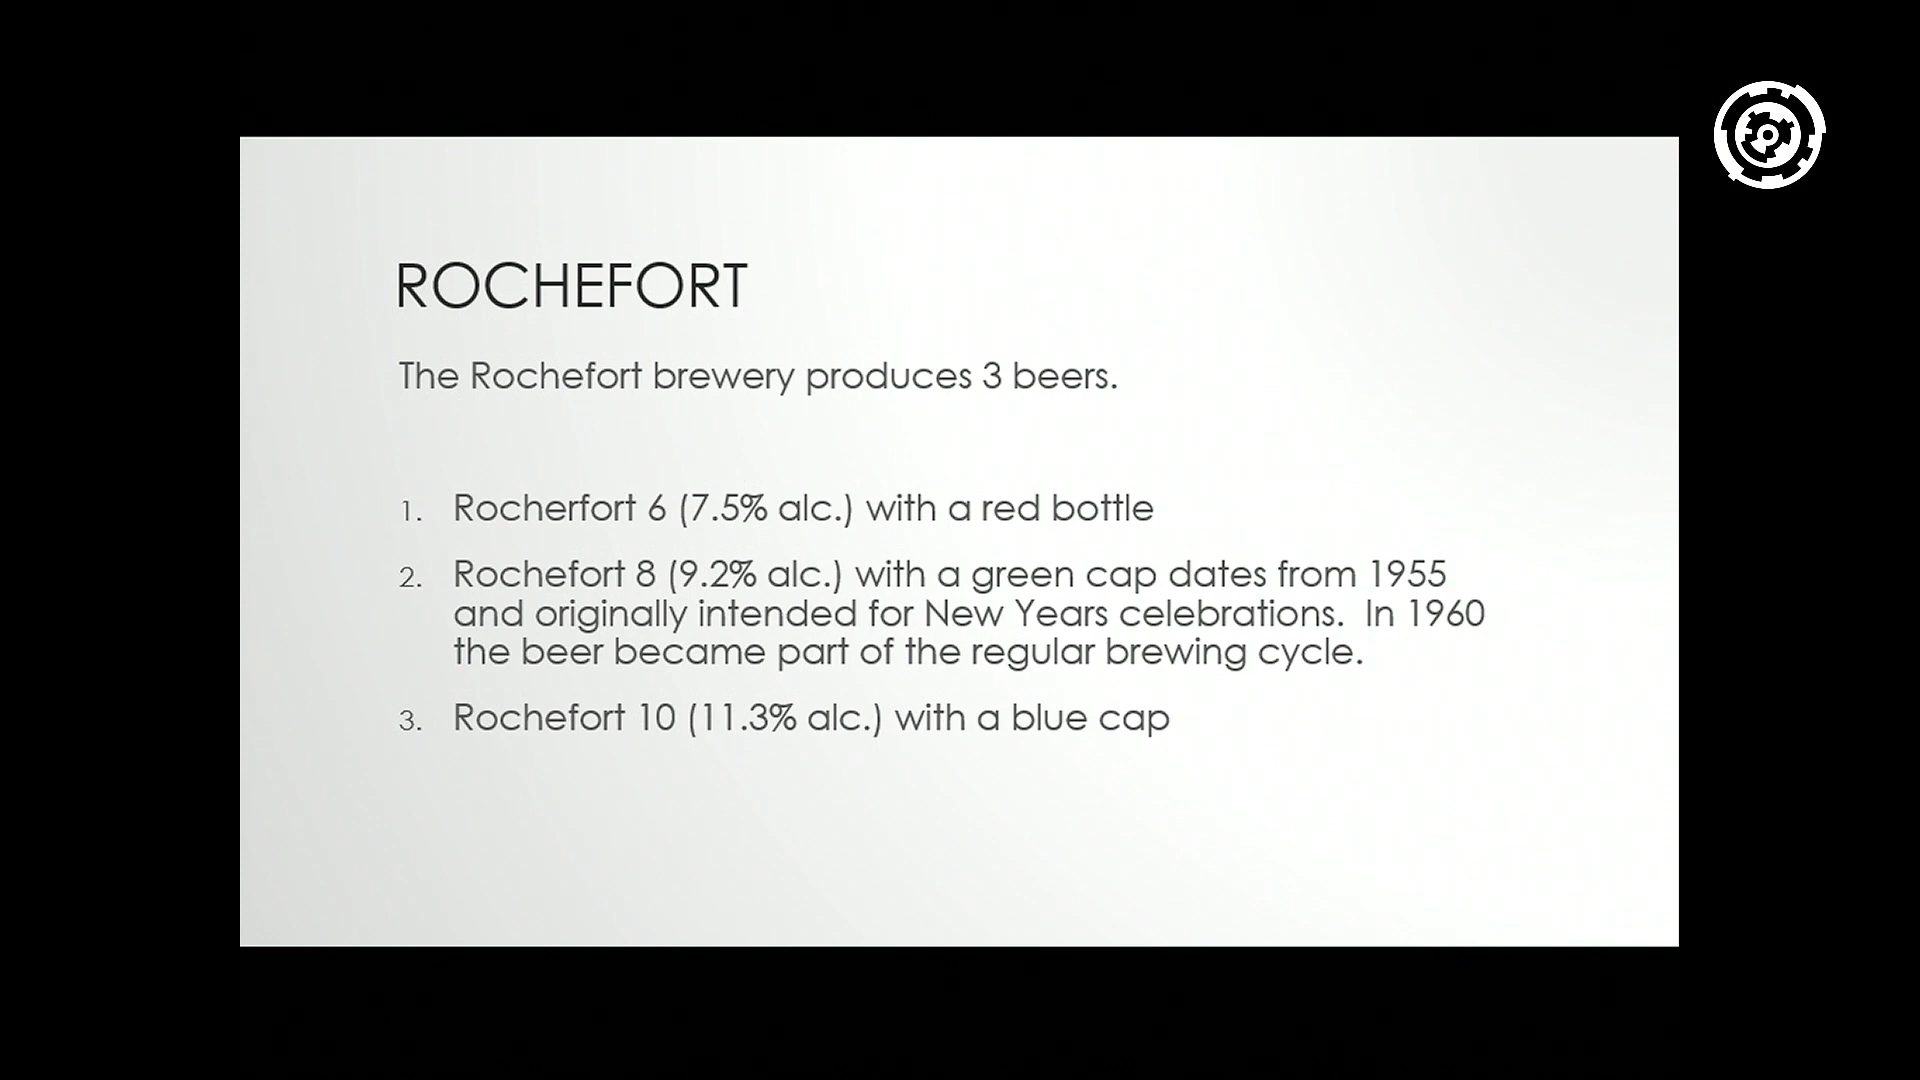 ROCHEFORT
The Rochefort brewery produces 3 beers.
1. Rocherfort 6 (7.5% alc.) with a red bottle
2. Rochefort 8 (9.2% alc.) with a green cap dates from 1955
and originally intended for New Years celebrations.  In 1960
the beer became part of the regular brewing cycle.
3. Rochefort 10 (11.3% alc.) with a blue cap